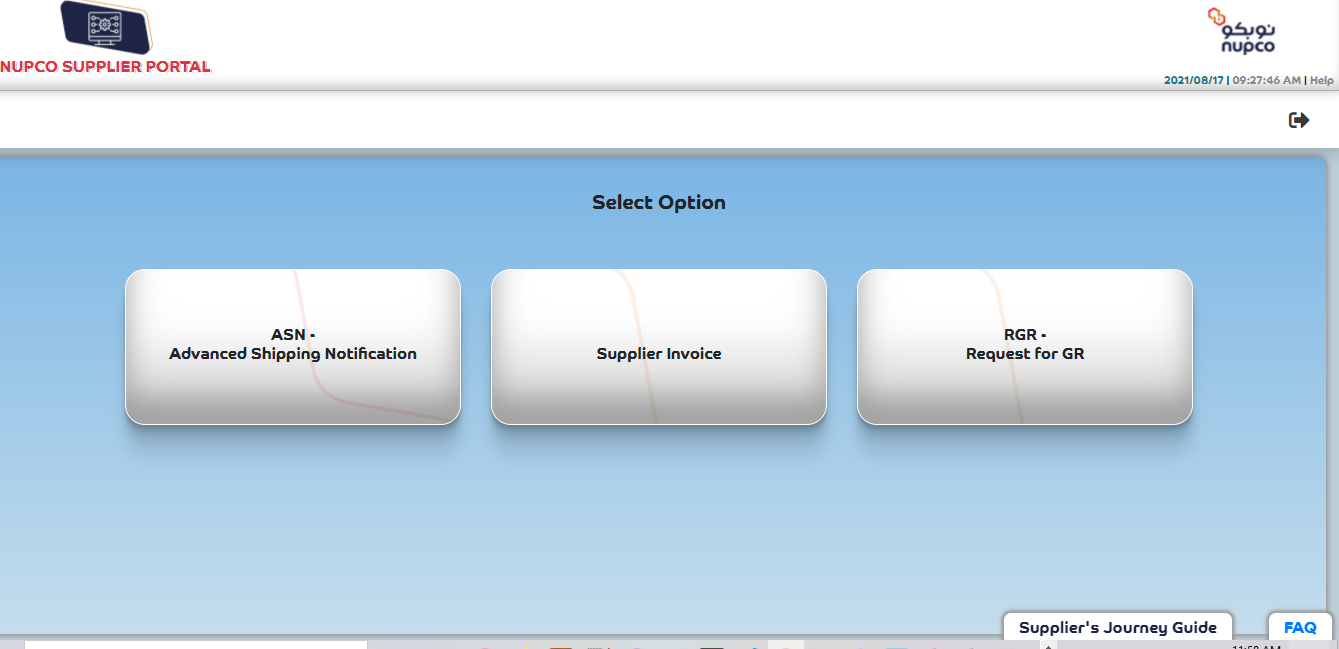 NUPCO SUPPLIER PORTAL
نوبكو
nupco
2021/08/17 | 09:27:46 AM | Help
Select Option
ASN -
Advanced Shipping Notification
Supplier Invoice
RGR -
Request for GR
Supplier's Journey Guide
FAQ